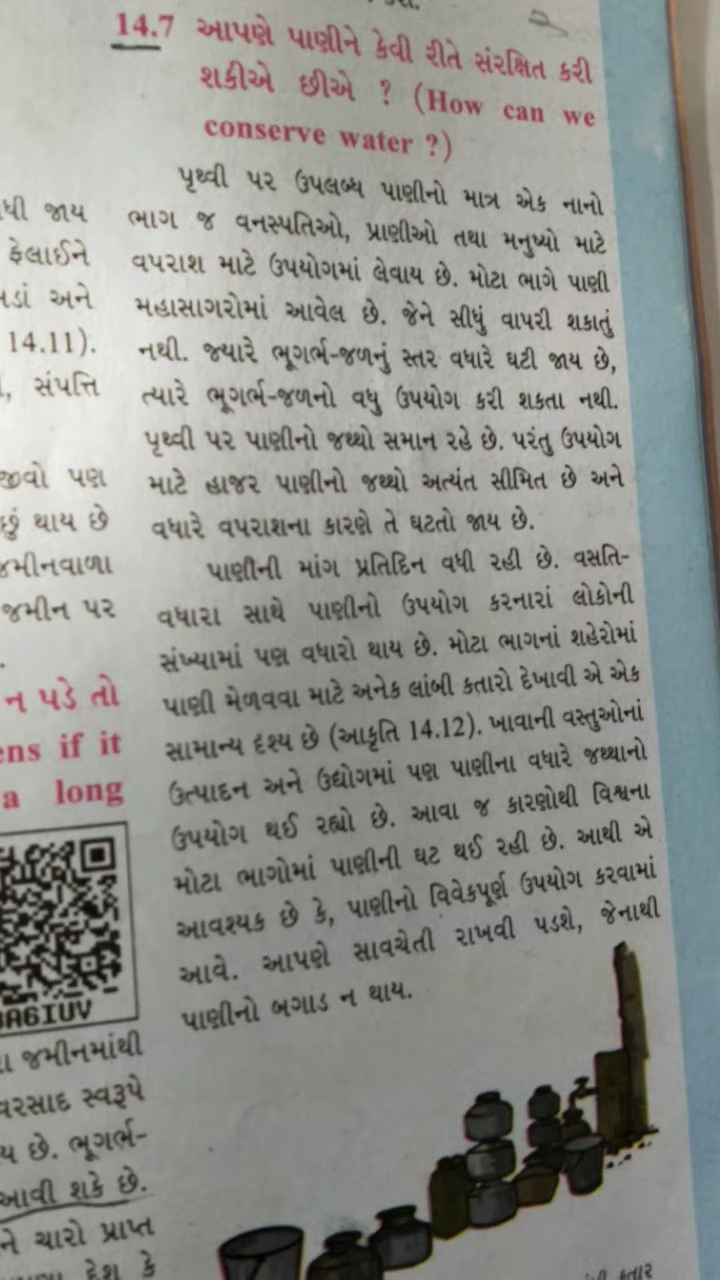 14.7 આપણે પાણીને કેવી રીતે સંરક્ષિત કરી
શકીએ છીએ ? (How can we
conserve water ?)
પૃથ્વી પર ઉપલબ્ધ પાણીનો માત્ર એક નાનો
ભાગ જ વનસ્પતિઓ, પ્રાણીઓ તથા મનુષ્યો માટે
વપરાશ માટે ઉપયોગમાં લેવાય છે. મોટા ભાગે પાણી
મહાસાગરોમાં આવેલ છે. જેને સીધું વાપરી શકાતું
નથી. જ્યારે ભૂગર્ભ-જળનું સ્તર વધારે ઘટી જાય છે,
ત્યારે ભૂગર્ભ-જળનો વધુ ઉપયોગ કરી શકતા નથી.
પૃથ્વી પર પાણીનો જથ્થો સમાન રહે છે. પરંતુ ઉપયોગ
માટે હાજર પાણીનો જથ્થો અત્યંત સીમિત છે અને
વધારે વપરાશના કારણે તે ઘટતો જાય છે.
પાણીની માંગ પ્રતિદિન વધી રહી છે. વસતિ-
વધારા સાથે પાણીનો ઉપયોગ કરનારાં લોકોની
સંખ્યામાં પણ વધારો થાય છે. મોટા ભાગનાં શહેરોમાં
પાણી મેળવવા માટે અનેક લાંબી કતારો દેખાવી એ એક
સામાન્ય દૃશ્ય છે (આકૃતિ 14.12). ખાવાની વસ્તુઓનાં
ઉત્પાદન અને ઉદ્યોગમાં પણ પાણીના વધારે જથ્થાનો
ઉપયોગ થઈ રહ્યો છે. આવા જ કારણોથી વિશ્વના
મોટા ભાગોમાં પાણીની ઘટ થઈ રહી છે. આથી એ
આવશ્યક છે કે, પાણીનો વિવેકપૂર્ણ ઉપયોગ કરવામાં
આવે. આપણે સાવચેતી રાખવી પડશે, જેનાથી
પાણીનો બગાડ ન થાય.
જાય
ફેલાઈને
અને
14.11).
સંપત્તિ
પણ
થાય છે
જમીન પર
ન પડે તો
if it
a long
જમીનમાંથી
વરસાદ સ્વરૂપે
છે. ભૂગર્ભ-
આવી શકે છે.
ને ચારો પ્રાપ્ત
દેશ કે
કતાર